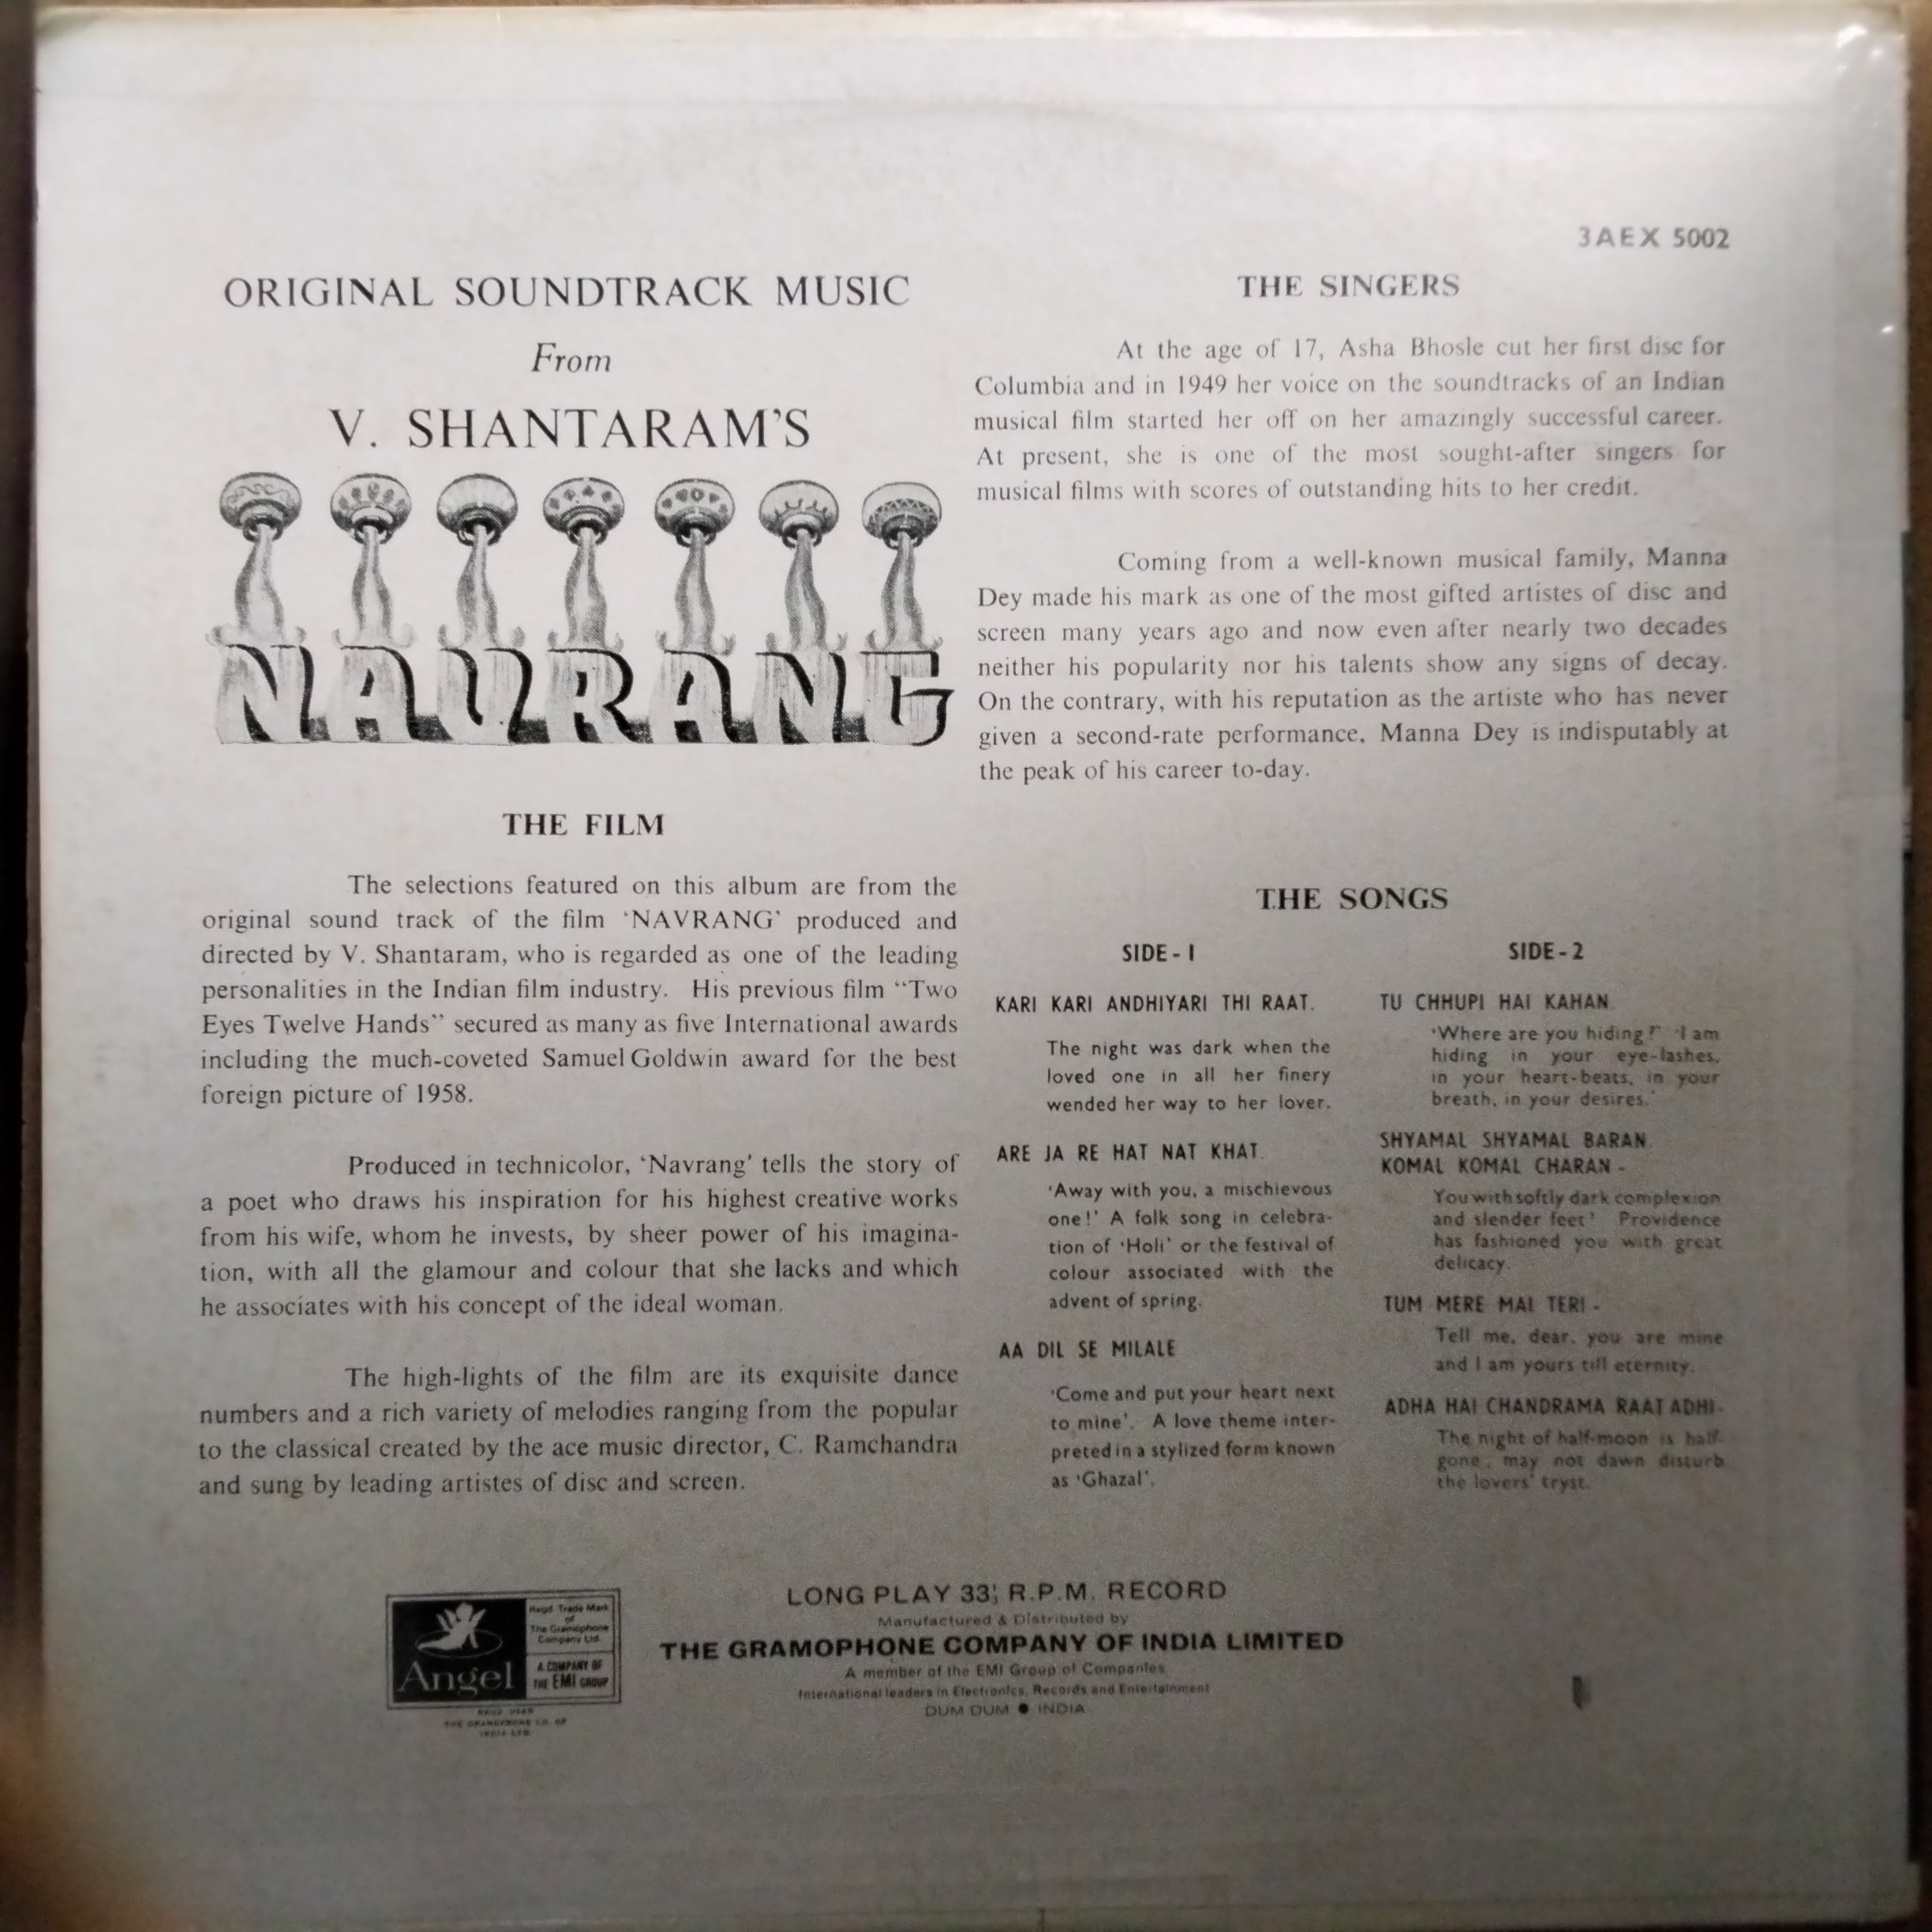 3AEX 5002
ORIGINAL SOUNDTRACK MUSIC
From
V. SHANTARAM'S
NAVRANG
THE FILM
The selections featured on this album are from the
original sound track of the film 'NAVRANG' produced and
directed by V. Shantaram, who is regarded as one of the leading
personalities in the Indian film industry. His previous film "Two
Eyes Twelve Hands" secured as many as five International awards
including the much-coveted Samuel Goldwin award for the best
foreign picture of 1958.
Produced in technicolor, 'Navrang' tells the story of
a poet who draws his inspiration for his highest creative works
from his wife, whom he invests, by sheer power of his imagina-
tion, with all the glamour and colour that she lacks and which
he associates with his concept of the ideal woman.
The high-lights of the film are its exquisite dance
numbers and a rich variety of melodies ranging from the popular
to the classical created by the ace music director, C. Ramchandra
and sung by leading artistes of disc and screen.
THE SINGERS
At the age of 17, Asha Bhosle cut her first disc for
Columbia and in 1949 her voice on the soundtracks of an Indian
musical film started her off on her amazingly successful career.
At present, she is one of the most sought-after singers for
musical films with scores of outstanding hits to her credit.
Coming from a well-known musical family, Manna
Dey made his mark as one of the most gifted artistes of disc and
screen many years ago and now even after nearly two decades
neither his popularity nor his talents show any signs of decay.
On the contrary, with his reputation as the artiste who has never
given a second-rate performance, Manna Dey is indisputably at
the peak of his career to-day.
THE SONGS
SIDE - 1
KARI KARI ANDHIYARI THI RAAT.
The night was dark when the
loved one in all her finery
wended her way to her lover.
ARE JA RE HAT NAT KHAT.
'Away with you, a mischievous
one!' A folk song in celebra-
tion of 'Holi' or the festival of
colour associated with the
advent of spring.
AA DIL SE MILALE
'Come and put your heart next
to mine'. A love theme inter-
preted in a stylized form known
as 'Ghazal'.
SIDE - 2
TU CHHUPI HAI KAHAN.
'Where are you hiding?' 'I am
hiding in your eye-lashes,
in your heart-beats, in your
breath, in your desires.'
SHYAMAL SHYAMAL BARAN
KOMAL KOMAL CHARAN -
You with softly dark complexion
and slender feet' Providence
has fashioned you with great
delicacy.
TUM MERE MAI TERI -
Tell me, dear, you are mine
and I am yours till eternity.
ADHA HAI CHANDRAMA RAAT ADHI -
The night of half-moon is half
gone; may not dawn disturb
the lovers' tryst.
Angel
Regd. Trade Mark
of
The Gramophone
Company Ltd.
A COMPANY OF
THE EMI GROUP
REGD. USER
THE GRAMOPHONE CO. OF
INDIA LTD.
LONG PLAY 33⅓ R.P.M. RECORD
Manufactured & Distributed by
THE GRAMOPHONE COMPANY OF INDIA LIMITED
A member of the EMI Group of Companies
International leaders in Electronics, Records and Entertainment
DUM DUM ● INDIA